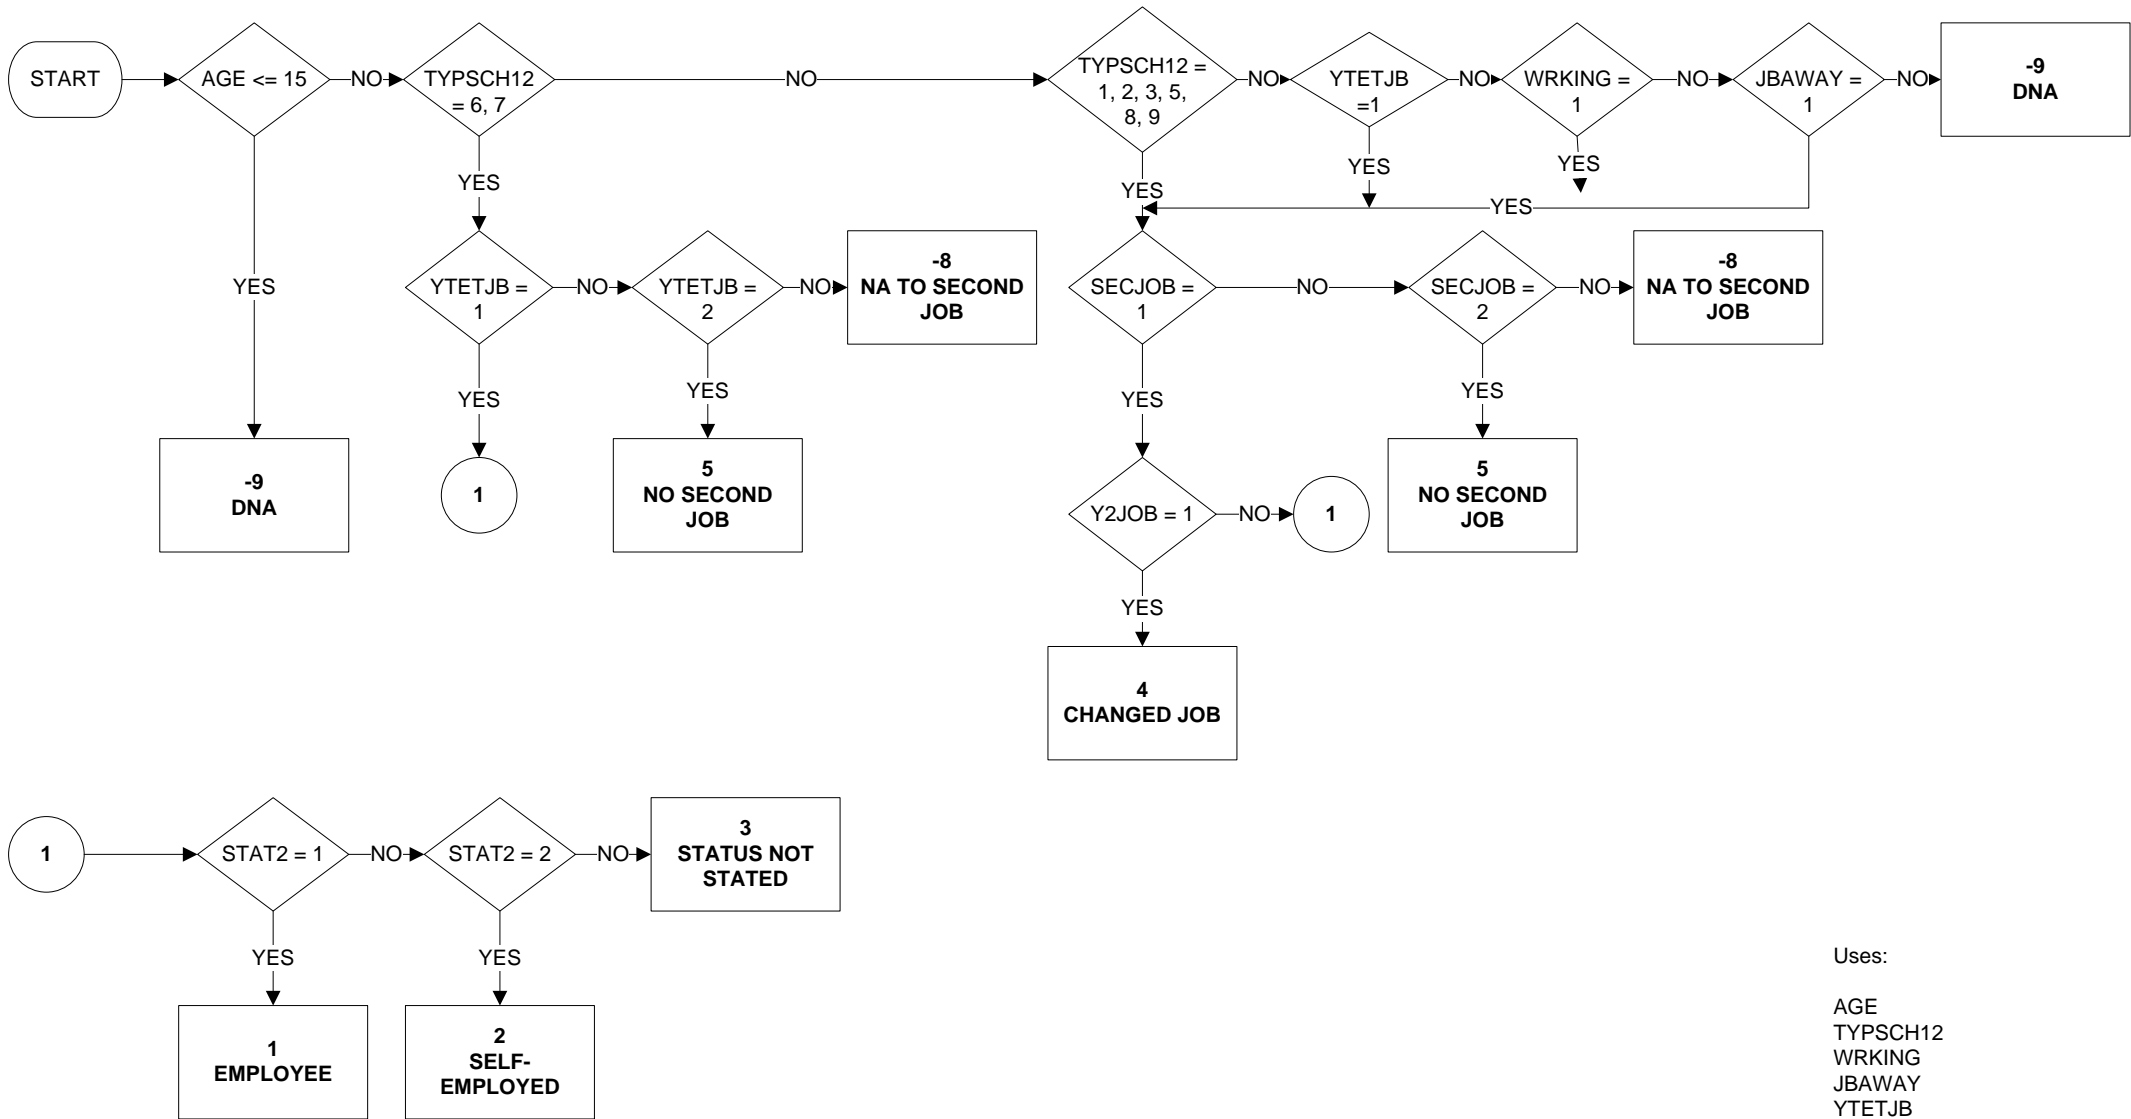 START
AGE <= 15
NO
TYPSCH12
= 6, 7
NO
TYPSCH12 =
1, 2, 3, 5,
8, 9
NO
YTETJB
=1
NO
WRKING =
1
NO
JBAWAY =
1
NO
-9
DNA
YES
YES
YES
YES
YES
YES
YES
YTETJB =
1
NO
YTETJB =
2
NO
-8
NA TO SECOND
JOB
SECJOB =
1
NO
SECJOB =
2
NO
-8
NA TO SECOND
JOB
YES
YES
YES
YES
-9
DNA
1
5
NO SECOND
JOB
Y2JOB = 1
NO
1
5
NO SECOND
JOB
YES
4
CHANGED JOB
1
STAT2 = 1
NO
STAT2 = 2
NO
3
STATUS NOT
STATED
YES
YES
1
EMPLOYEE
2
SELF-
EMPLOYED
Uses:
AGE
TYPSCH12
WRKING
JBAWAY
YTETJB